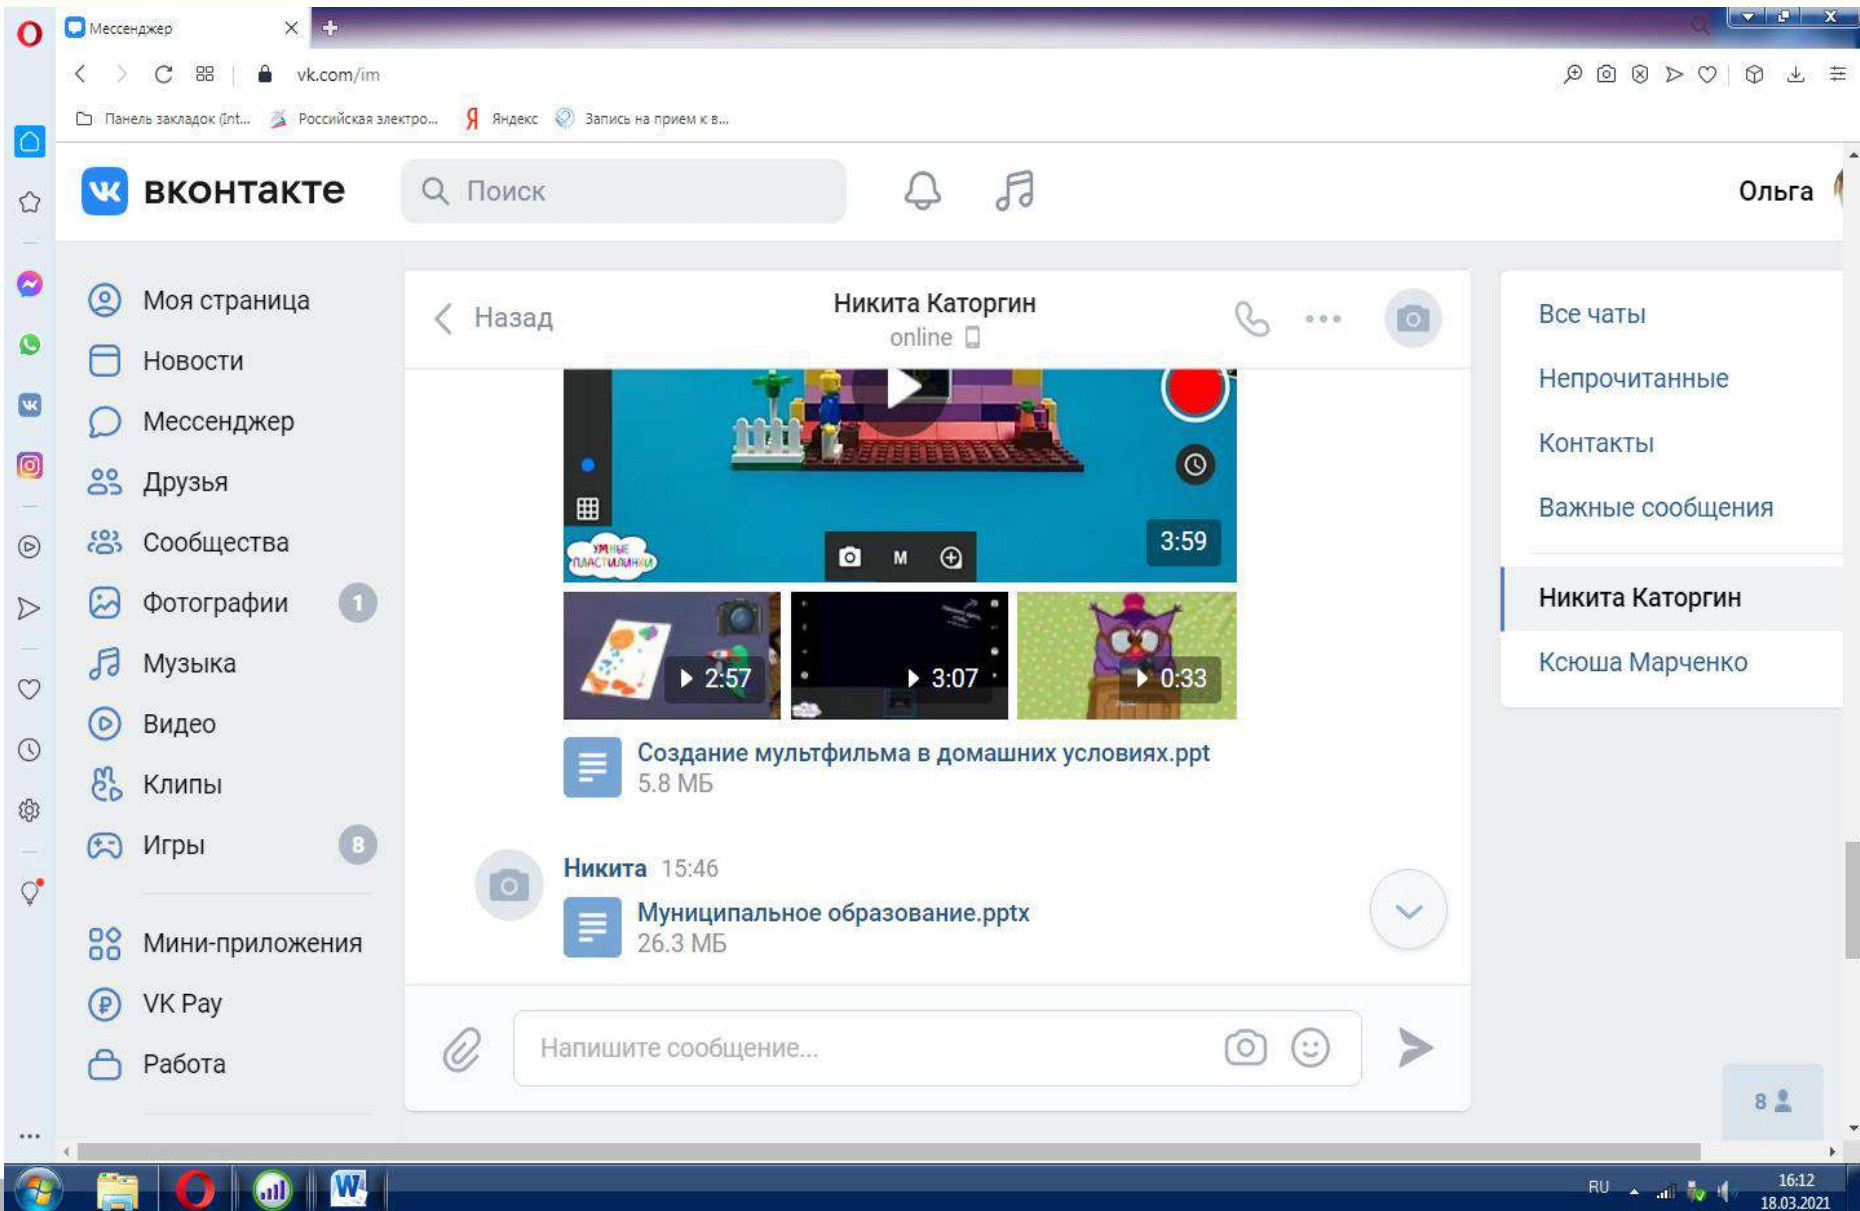 Мессенджер
vk.com/im
Панель закладок (Int...
Российская электро...
Яндекс
Запись на прием к в...
вконтакте
Поиск
Ольга
Моя страница
Новости
Мессенджер
Друзья
Сообщества
Фотографии 1
Музыка
Видео
Клипы
Игры 8
Мини-приложения
VK Pay
Работа
Назад
Никита Каторгин
online
М
3:59
УМНЫЕ
ПЛАСТИЛИНКИ
2:57
3:07
0:33
Создание мультфильма в домашних условиях.ppt
5.8 МБ
Никита 15:46
Муниципальное образование.pptx
26.3 МБ
Напишите сообщение...
Все чаты
Непрочитанные
Контакты
Важные сообщения
Никита Каторгин
Ксюша Марченко
8
RU
16:12
18.03.2021